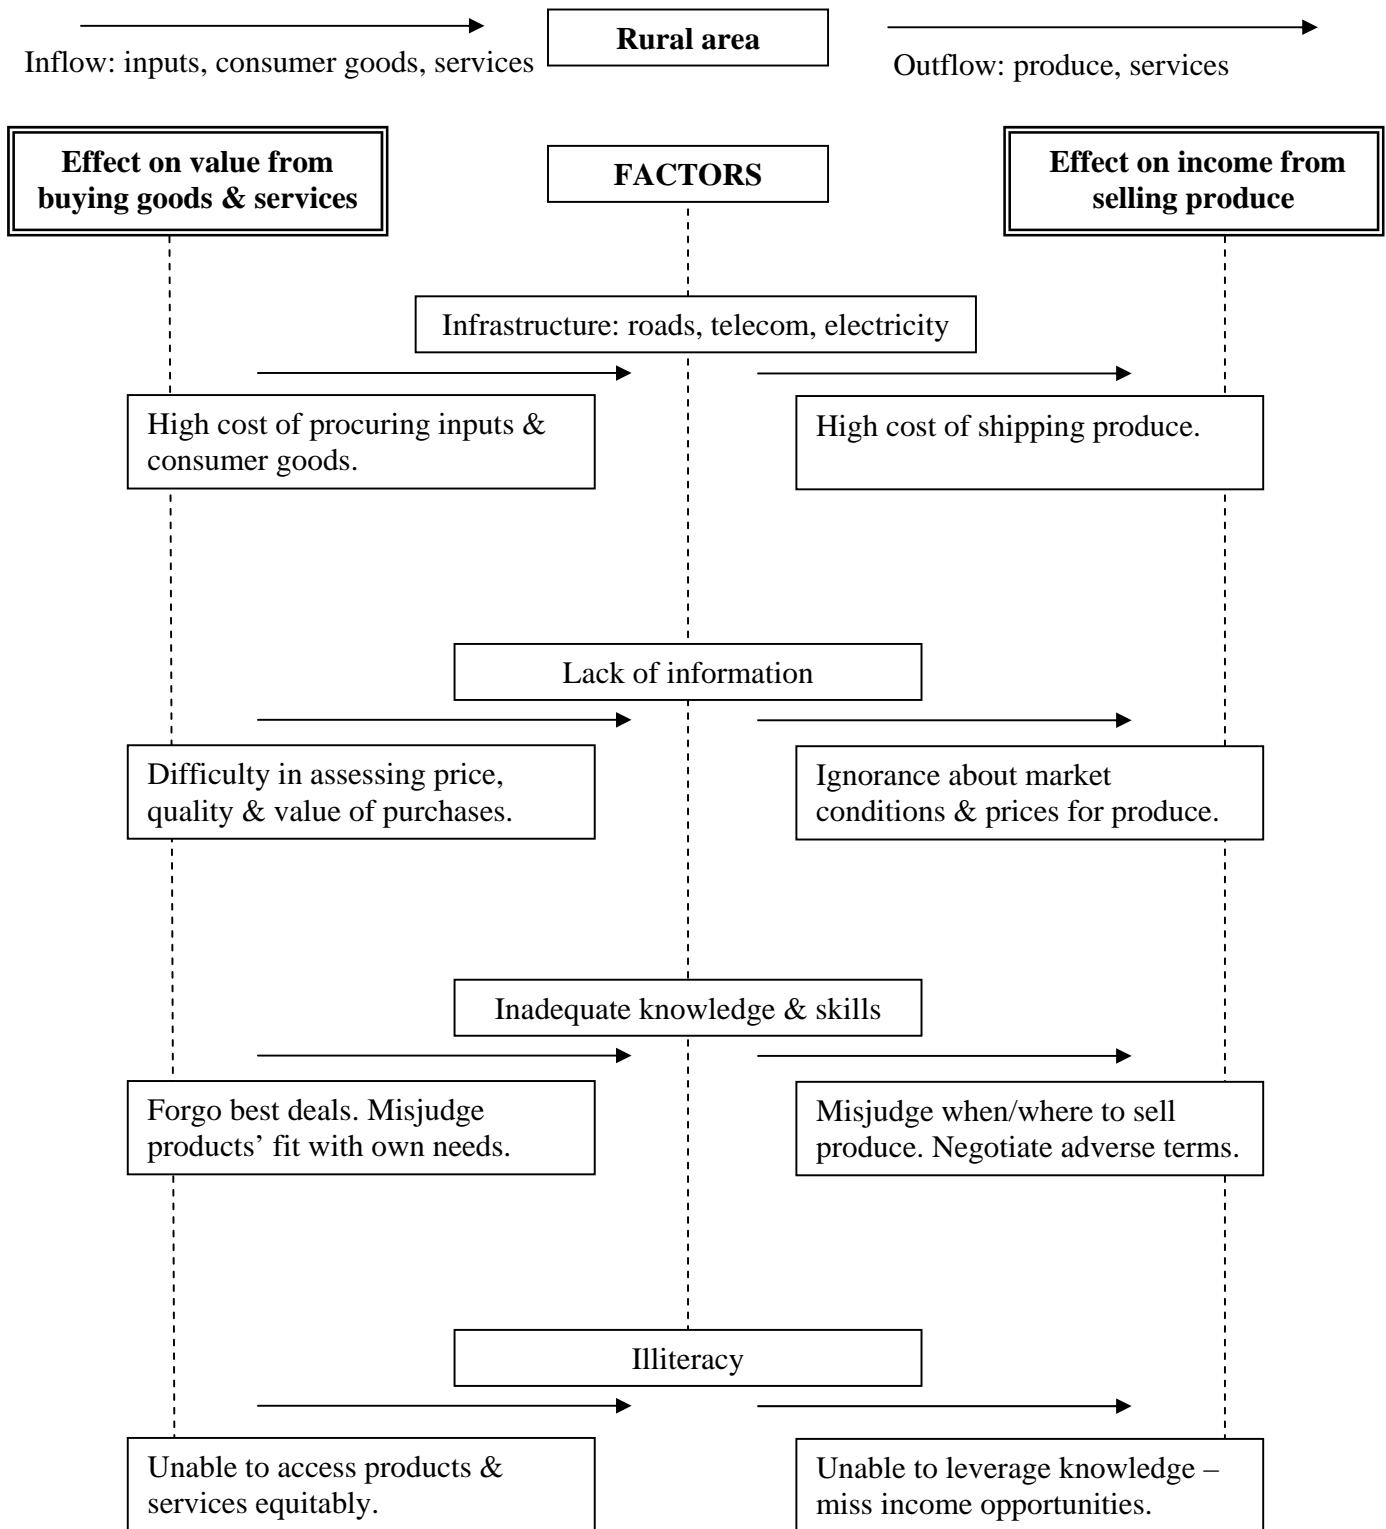 Rural area
Inflow: inputs, consumer goods, services
Outflow: produce, services
Effect on value from
buying goods & services
FACTORS
Effect on income from
selling produce
Infrastructure: roads, telecom, electricity
High cost of procuring inputs &
consumer goods.
High cost of shipping produce.
Lack of information
Difficulty in assessing price,
quality & value of purchases.
Ignorance about market
conditions & prices for produce.
Inadequate knowledge & skills
Forgo best deals. Misjudge
products’ fit with own needs.
Misjudge when/where to sell
produce. Negotiate adverse terms.
Illiteracy
Unable to access products &
services equitably.
Unable to leverage knowledge –
miss income opportunities.